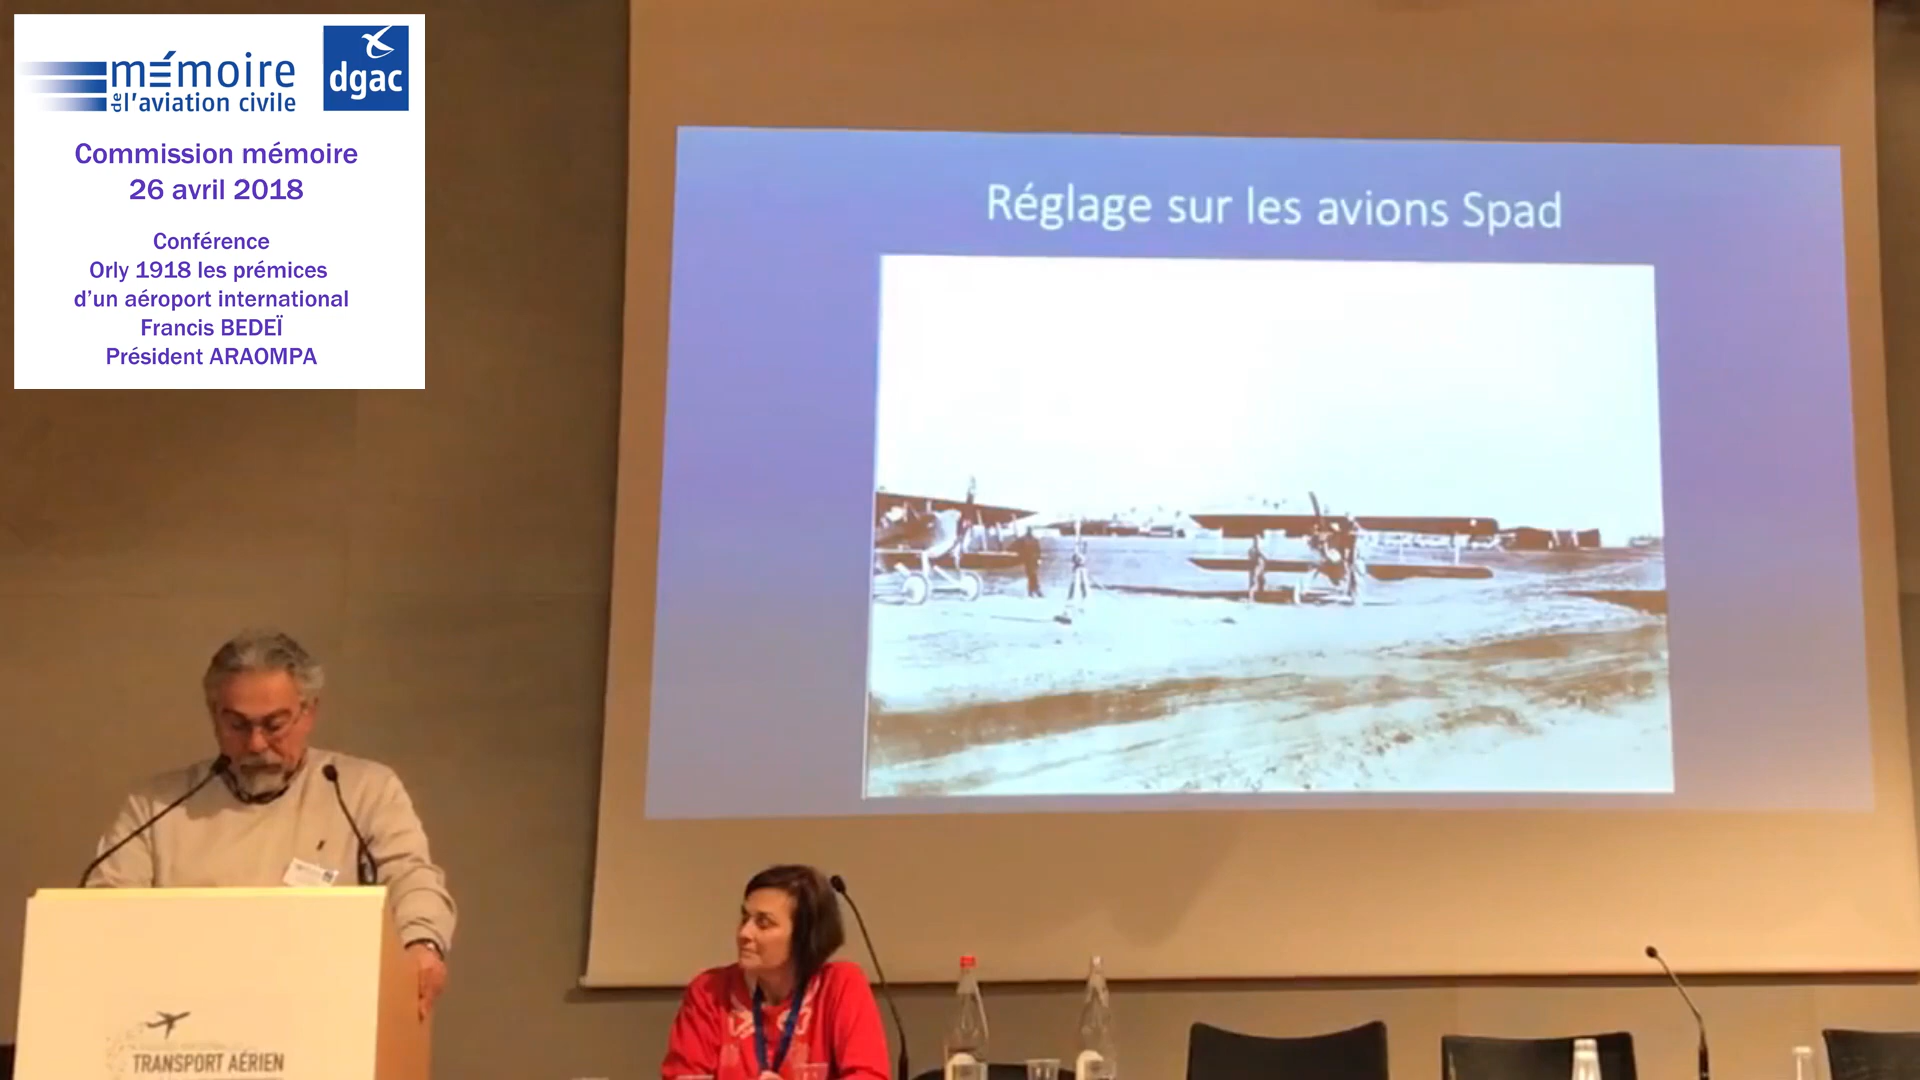 mémoire
de l'aviation civile
dgac
Commission mémoire
26 avril 2018
Conférence
Orly 1918 les prémices
d'un aéroport international
Francis BEDEÏ
Président ARAOMPA
Réglage sur les avions Spad
TRANSPORT AÉRIEN